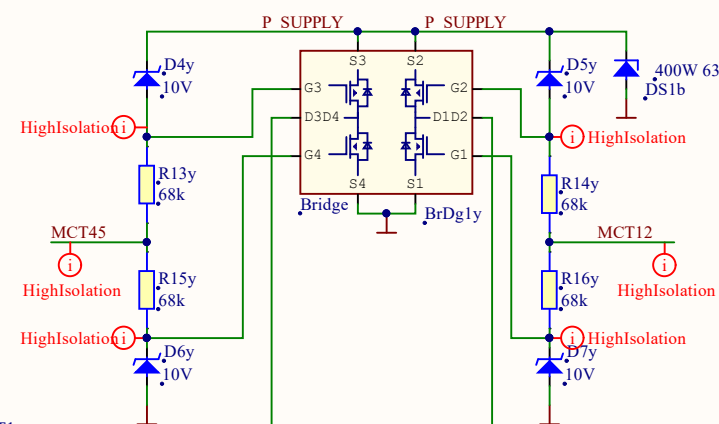 P_SUPPLY P_SUPPLY
D4y
10V
S3 S2
D5y
10V
400W 63
DS1b
G3 G2
HighIsolation i
D3D4 D1D2
i HighIsolation
G4 G1
R13y
68k
S4 S1
R14y
68k
Bridge BrDg1y
MCT45 MCT12
i i
HighIsolation HighIsolation
R15y
68k
R16y
68k
HighIsolation i
i HighIsolation
D6y
10V
D7y
10V